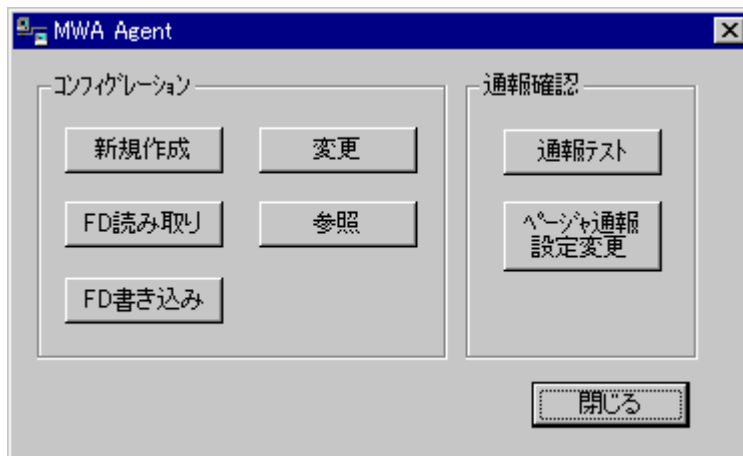 MWA Agent
コンフィグレーション
新規作成
変更
FD読み取り
参照
FD書き込み
通報確認
通報テスト
ページャ通報
設定変更
閉じる